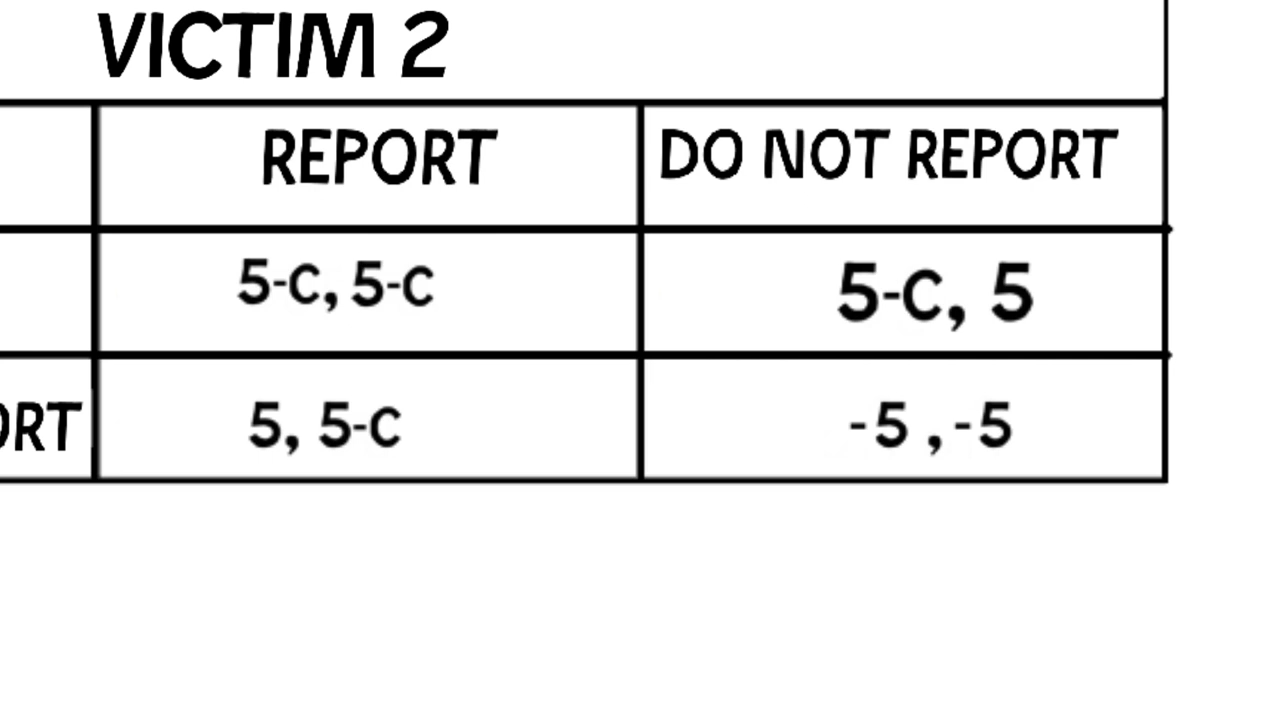 VICTIM 2
REPORT DO NOT REPORT
5-C, 5-C 5-C, 5
ORT 5, 5-C -5 , -5